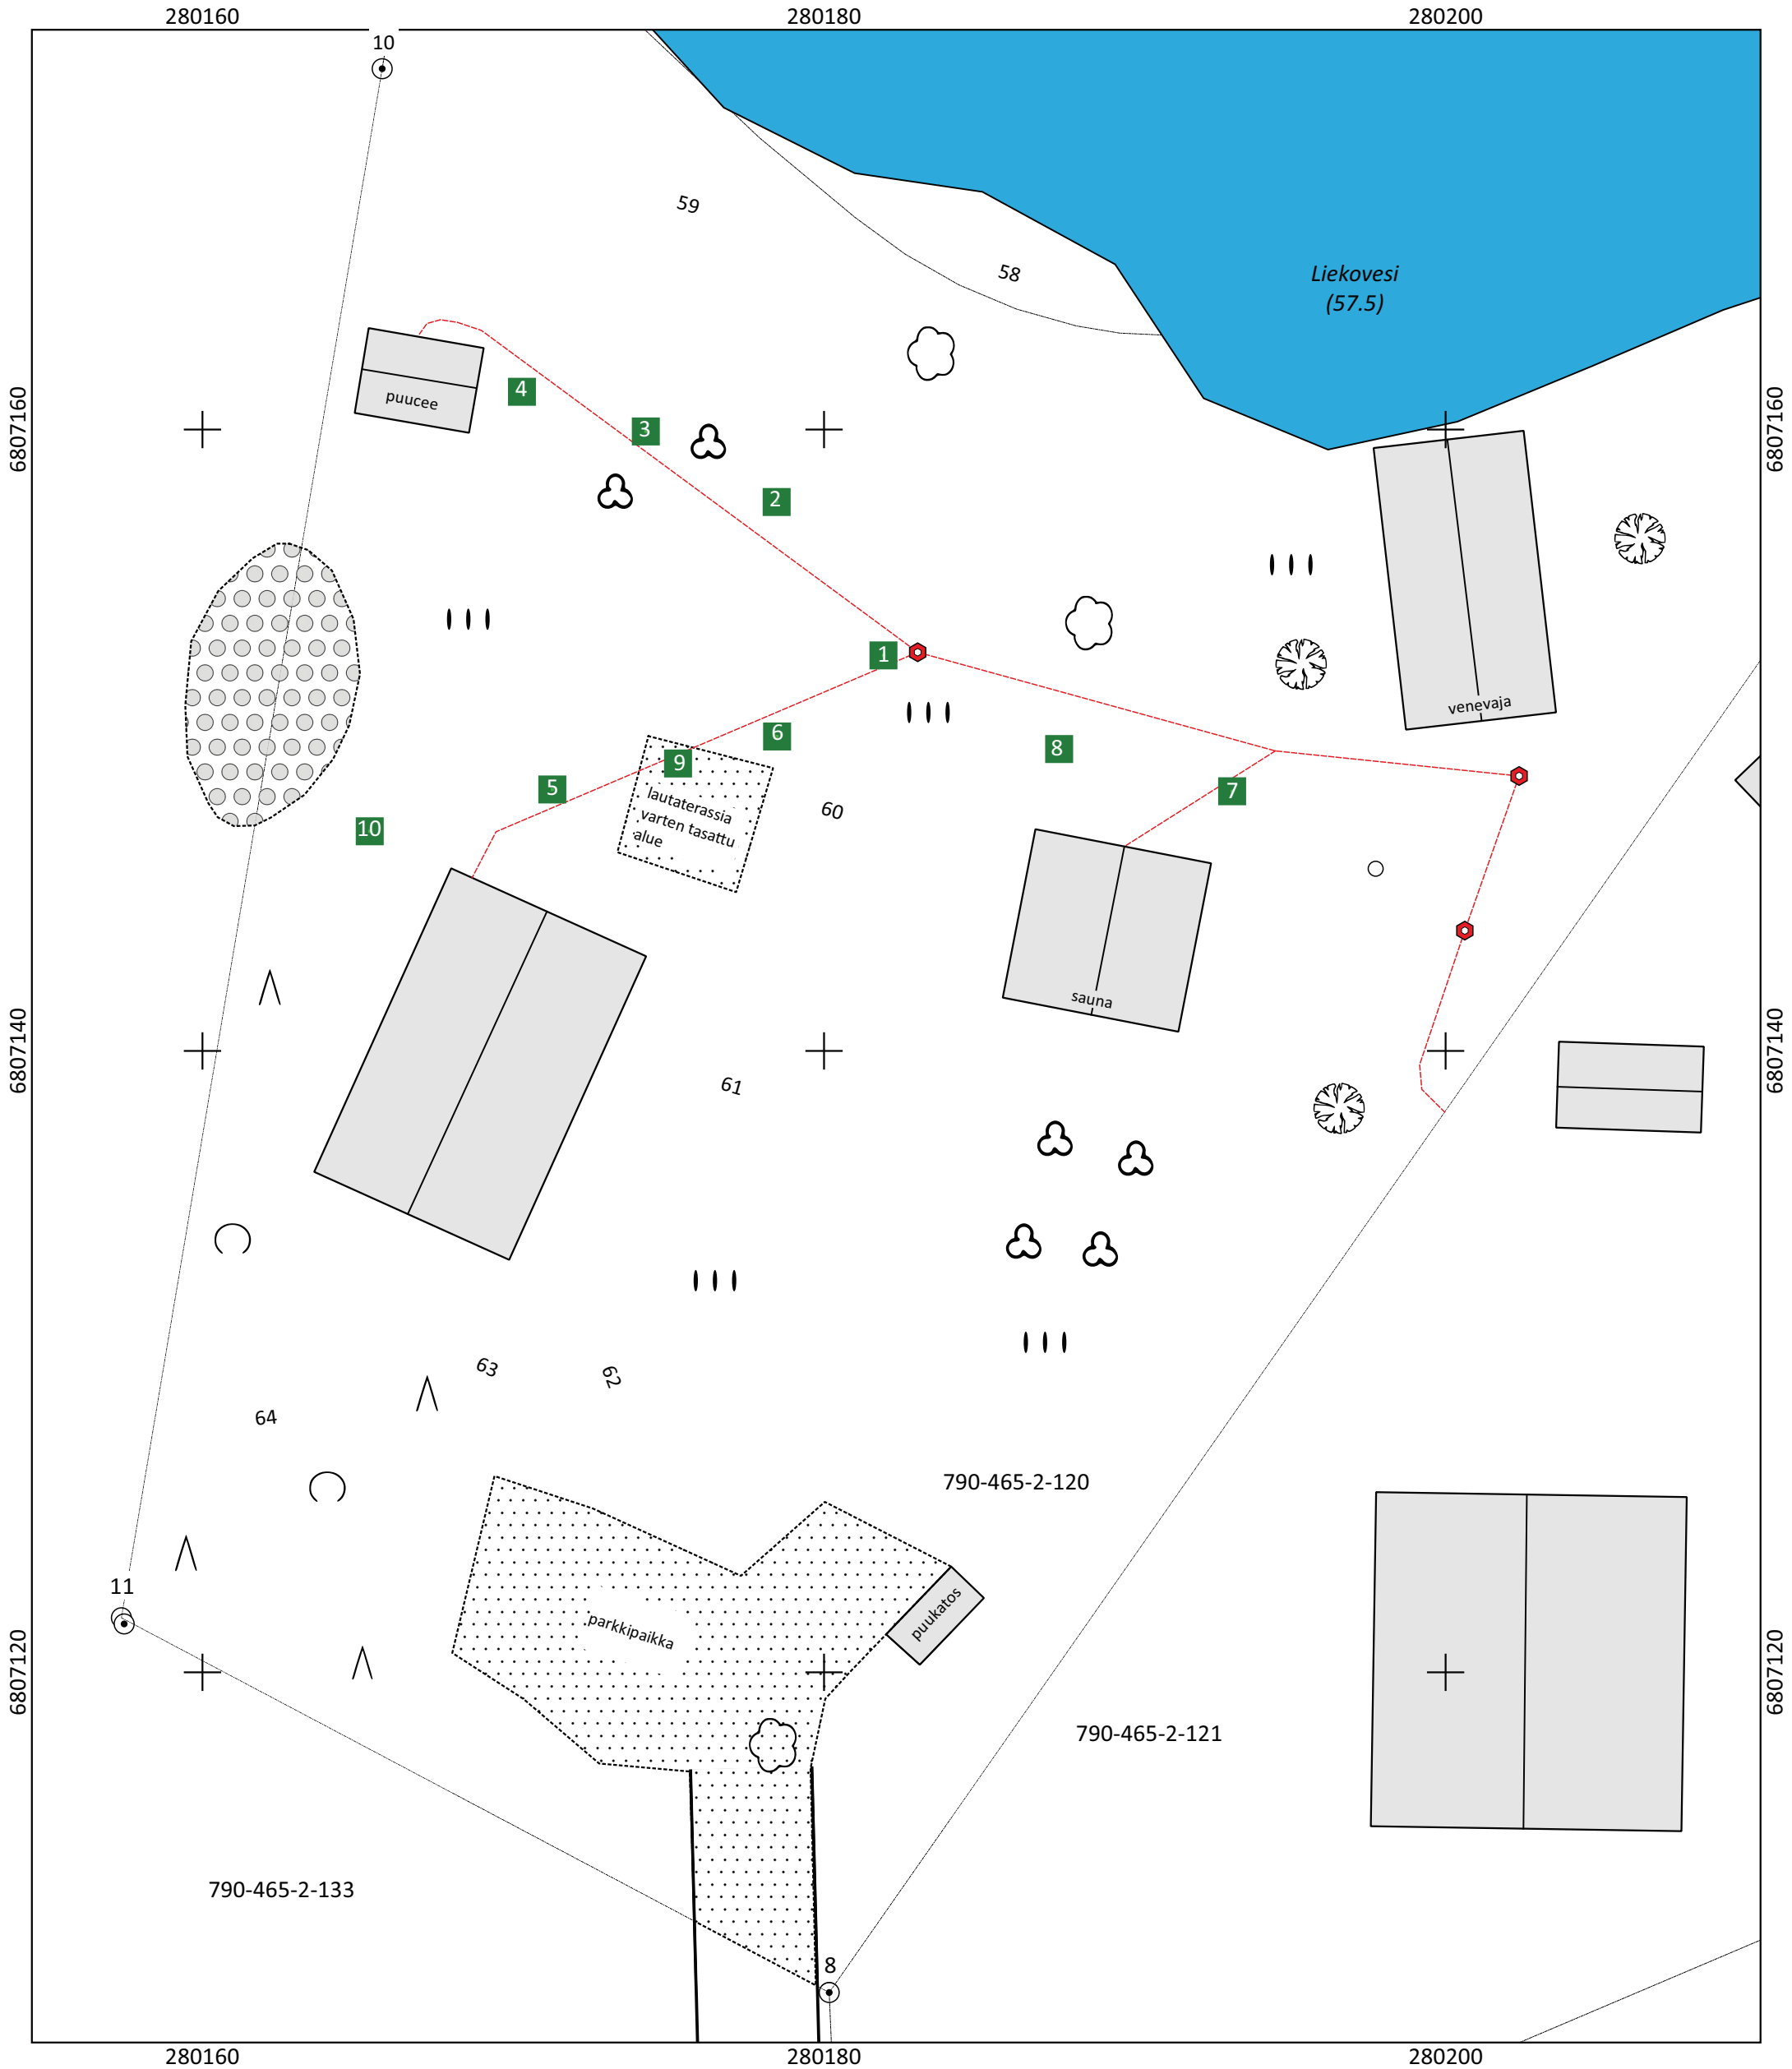 280160 280180 280200
10
59
58
Liekovesi
(57.5)
4
puucee
3
6807160 6807160
2
1
venevaja
6
8
9
5
7
lautaterassia
varten tasattu
alue
60
10
sauna
6807140 6807140
61
63
62
64
790-465-2-120
11
parkkipaikka
puukatos
6807120 6807120
790-465-2-121
790-465-2-133
8
280160 280180 280200